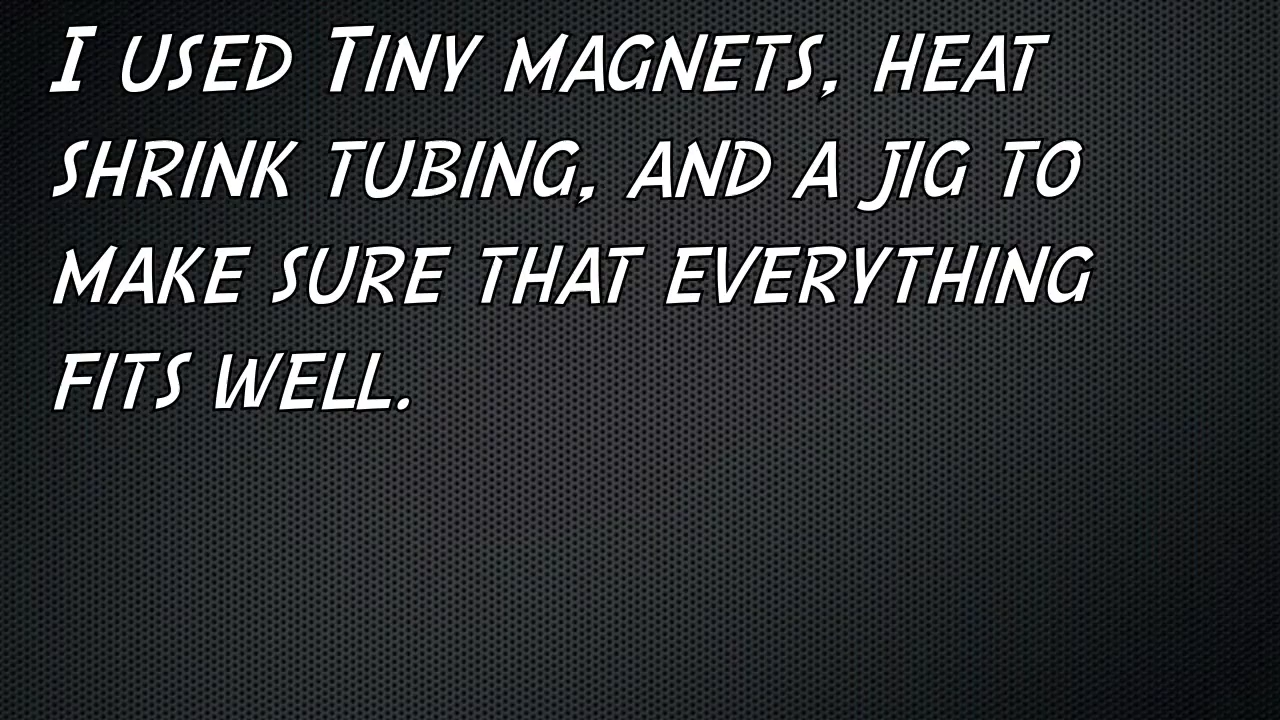 I used Tiny magnets, heat
shrink tubing, and a jig to
make sure that everything
fits well.